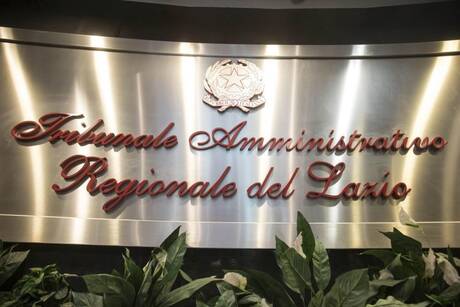 Tribunale Amministrativo
Regionale del Lazio